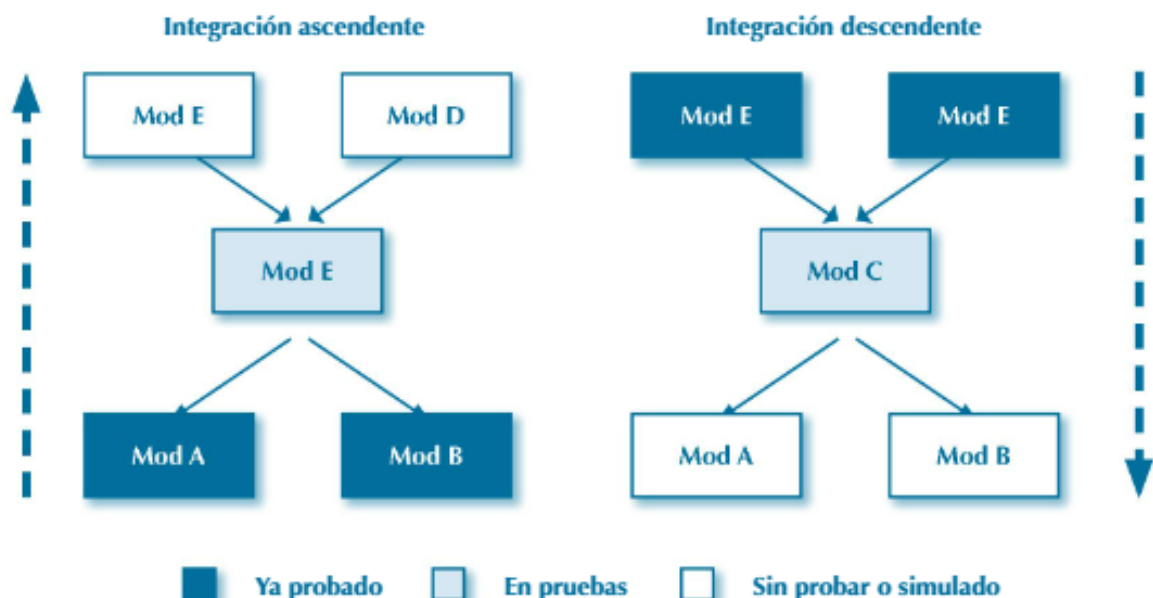 Integración ascendente
Integración descendente
Mod E
Mod D
Mod E
Mod E
Mod E
Mod C
Mod A
Mod B
Mod A
Mod B
Ya probado
En pruebas
Sin probar o simulado